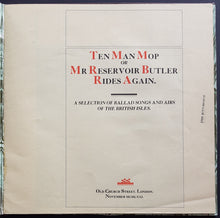 TEN MAN MOP
OR
MR RESERVOIR BUTLER
RIDES AGAIN.
A SELECTION OF BALLAD SONGS AND AIRS
OF THE BRITISH ISLES.
OLD CHURCH STREET. LONDON.